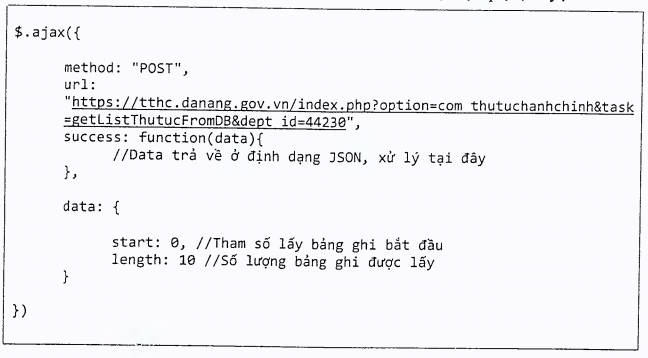 $.ajax({
method: "POST",
url:
"https://tthc.danang.gov.vn/index.php?option=com_thutuchanhchinh&task
=getListThutucFromDB&dept_id=44230",
success: function(data){
//Data trả về ở định dạng JSON, xử lý tại đây
},
data: {
start: 0, //Tham số lấy bảng ghi bắt đầu
length: 10 //Số lượng bảng ghi được lấy
}
})